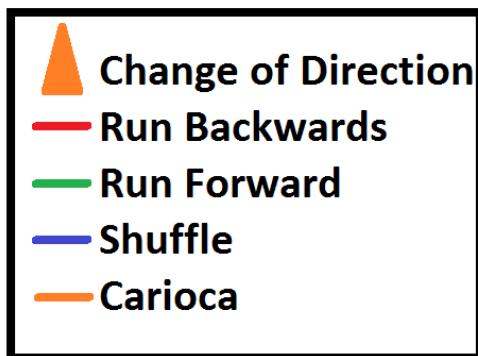 Change of Direction
Run Backwards
Run Forward
Shuffle
Carioca